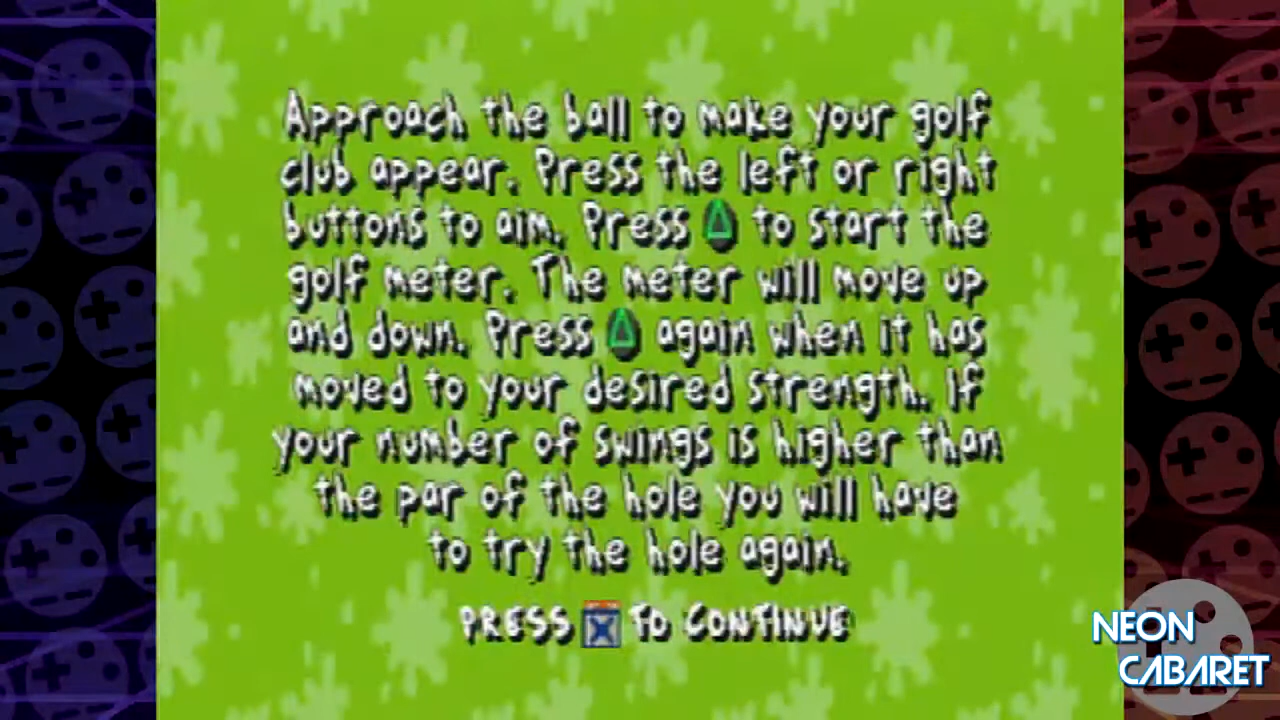 Approach the ball to make your golf
club appear. Press the left or right
buttons to aim. Press △ to start the
golf meter. The meter will move up
and down. Press △ again when it has
moved to your desired strength. If
your number of swings is higher than
the par of the hole you will have
to try the hole again.
PRESS X TO CONTINUE
NEON
CABARET